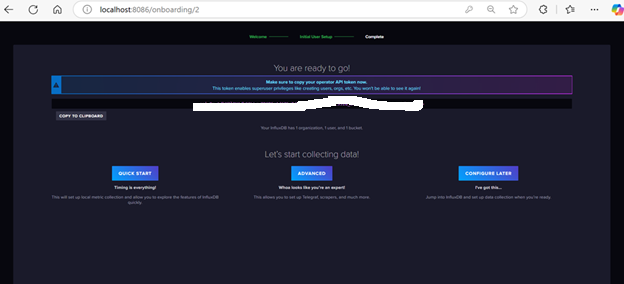 localhost:8086/onboarding/2
Welcome
Initial User Setup
Complete
You are ready to go!
Make sure to copy your operator API token now.
This token enables superuser privileges like creating users, orgs, etc. You won't be able to see it again!
COPY TO CLIPBOARD
Your InfluxDB has 1 organization, 1 user, and 1 bucket.
Let's start collecting data!
QUICK START
ADVANCED
CONFIGURE LATER
Timing is everything!
Whoa looks like you're an expert!
I've got this...
This will set up local metric collection and allow you to explore the features of InfluxDB
quickly.
This allows you to set up Telegraf, scrapers, and much more.
Jump into InfluxDB and set up data collection when you're ready.